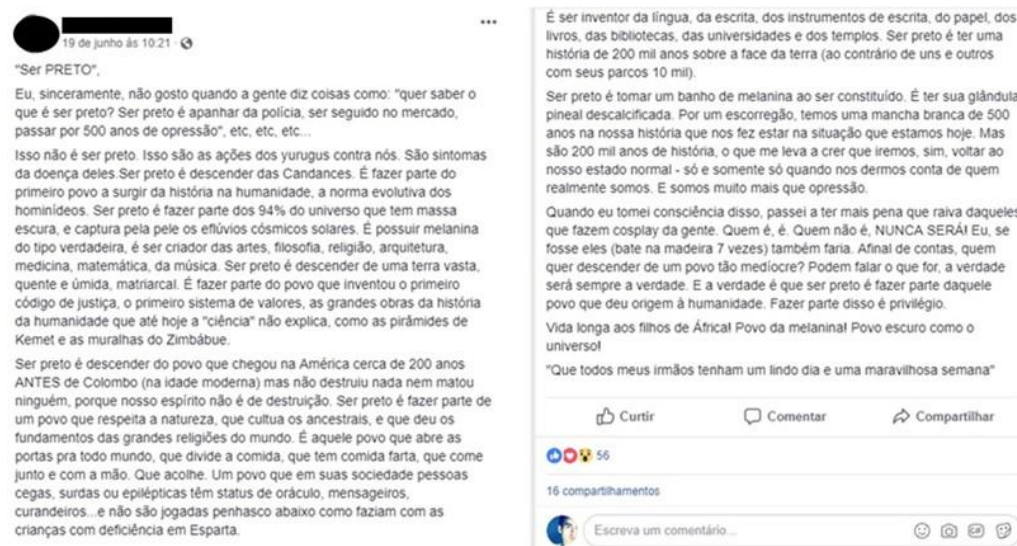 19 de junho ás 10:21 ·
"Ser PRETO",
Eu, sinceramente, não gosto quando a gente diz coisas como: "quer saber o
que é ser preto? Ser preto é apanhar da polícia, ser seguido no mercado,
passar por 500 anos de opressão", etc, etc, etc...
Isso não é ser preto. Isso são as ações dos yurugus contra nós. São sintomas
da doença deles.Ser preto é descender das Candances. É fazer parte do
primeiro povo a surgir da história na humanidade, a norma evolutiva dos
hominídeos. Ser preto é fazer parte dos 94% do universo que tem massa
escura, e captura pela pele os eflúvios cósmicos solares. É possuir melanina
do tipo verdadeira, é ser criador das artes, filosofia, religião, arquitetura,
medicina, matemática, da música. Ser preto é descender de uma terra vasta,
quente e úmida, matriarcal. É fazer parte do povo que inventou o primeiro
código de justiça, o primeiro sistema de valores, as grandes obras da história
da humanidade que até hoje a "ciência" não explica, como as pirâmides de
Kemet e as muralhas do Zimbábue.
Ser preto é descender do povo que chegou na América cerca de 200 anos
ANTES de Colombo (na idade moderna) mas não destruiu nada nem matou
ninguém, porque nosso espírito não é de destruição. Ser preto é fazer parte de
um povo que respeita a natureza, que cultua os ancestrais, e que deu os
fundamentos das grandes religiões do mundo. É aquele povo que abre as
portas pra todo mundo, que divide a comida, que tem comida farta, que come
junto e com a mão. Que acolhe. Um povo que em suas sociedade pessoas
cegas, surdas ou epilépticas têm status de oráculo, mensageiros,
curandeiros...e não são jogadas penhasco abaixo como faziam com as
crianças com deficiência em Esparta.
É ser inventor da língua, da escrita, dos instrumentos de escrita, do papel, dos
livros, das bibliotecas, das universidades e dos templos. Ser preto é ter uma
história de 200 mil anos sobre a face da terra (ao contrário de uns e outros
com seus parcos 10 mil).
Ser preto é tomar um banho de melanina ao ser constituído. É ter sua glândula
pineal descalcificada. Por um escorregão, temos uma mancha branca de 500
anos na nossa história que nos fez estar na situação que estamos hoje. Mas
são 200 mil anos de história, o que me leva a crer que iremos, sim, voltar ao
nosso estado normal - só e somente só quando nos dermos conta de quem
realmente somos. E somos muito mais que opressão.
Quando eu tomei consciência disso, passei a ter mais pena que raiva daqueles
que fazem cosplay da gente. Quem é, é. Quem não é, NUNCA SERÁ! Eu, se
fosse eles (bate na madeira 7 vezes) também faria. Afinal de contas, quem
quer descender de um povo tão medíocre? Podem falar o que for, a verdade
será sempre a verdade. E a verdade é que ser preto é fazer parte daquele
povo que deu origem à humanidade. Fazer parte disso é privilégio.
Vida longa aos filhos de África! Povo da melanina! Povo escuro como o
universo!
"Que todos meus irmãos tenham um lindo dia e uma maravilhosa semana"
Curtir Comentar Compartilhar
56
16 compartilhamentos
Escreva um comentário...